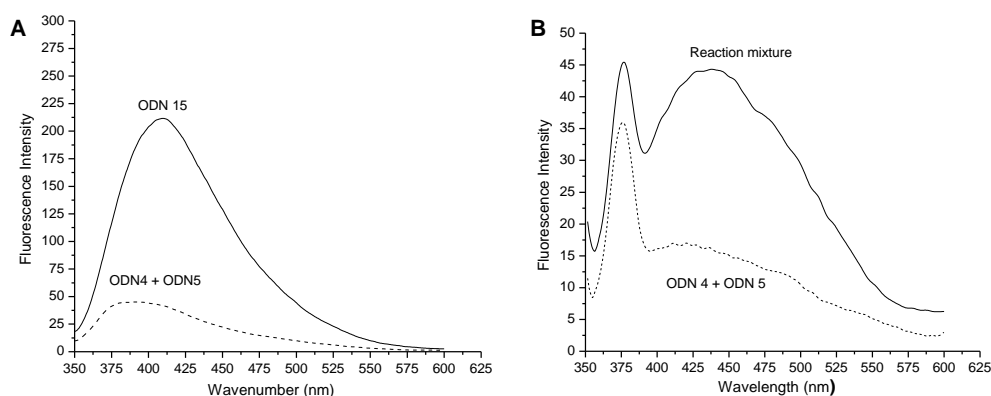 A
300
275
250
225
200
175
150
125
100
75
50
25
0
350 375 400 425 450 475 500 525 550 575 600 625
Fluorescence Intensity
Wavenumber (nm)
ODN 15
ODN4 + ODN5
B
50
45
40
35
30
25
20
15
10
5
0
350 375 400 425 450 475 500 525 550 575 600 625
Fluorescence Intensity
Wavelength (nm)
Reaction mixture
ODN 4 + ODN 5